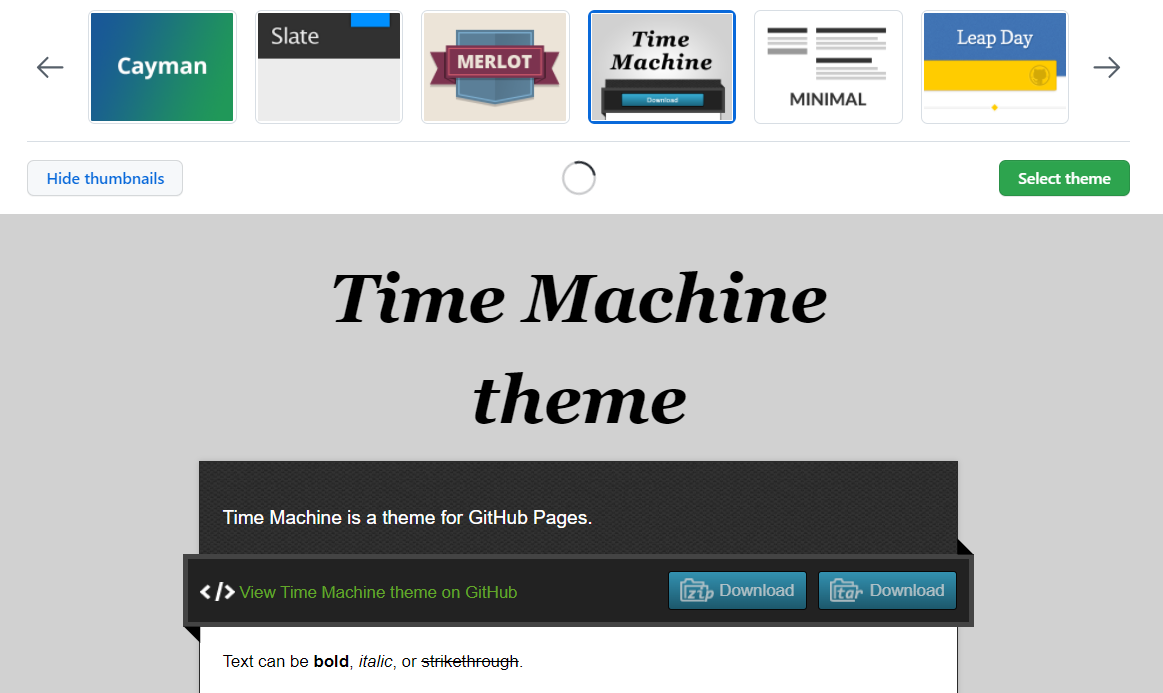 Cayman
Slate
MERLOT
Time
Machine
Download
MINIMAL
Leap Day
Hide thumbnails
Select theme
Time Machine
theme
Time Machine is a theme for GitHub Pages.
</> View Time Machine theme on GitHub
zip Download
tar Download
Text can be bold, italic, or strikethrough.